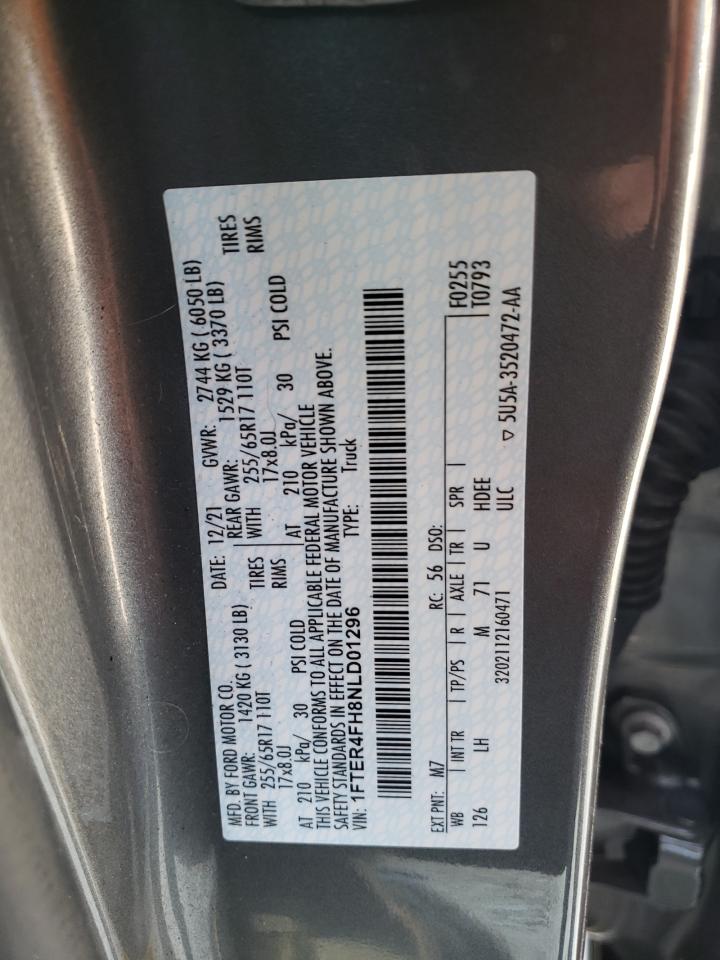 MFD. BY FORD MOTOR CO.
DATE: 12/21 GVWR: 2744 KG ( 6050 LB)
FRONT GAWR: 1420 KG ( 3130 LB) REAR GAWR: 1529 KG ( 3370 LB)
WITH 255/65R17 110T TIRES WITH 255/65R17 110T TIRES
17x8.0J RIMS 17x8.0J RIMS
AT 210 kPa/ 30 PSI COLD AT 210 kPa/ 30 PSI COLD
THIS VEHICLE CONFORMS TO ALL APPLICABLE FEDERAL MOTOR VEHICLE
SAFETY STANDARDS IN EFFECT ON THE DATE OF MANUFACTURE SHOWN ABOVE.
VIN: 1FTER4FH8NLD01296 TYPE: Truck
EXT PNT: M7 RC: 56 DSO: F0255
WB INT TR TP/PS R AXLE TR SPR T0793
126 LH M 71 U HDEE
3202112160471 ULC ▽ 5U5A-3520472-AA